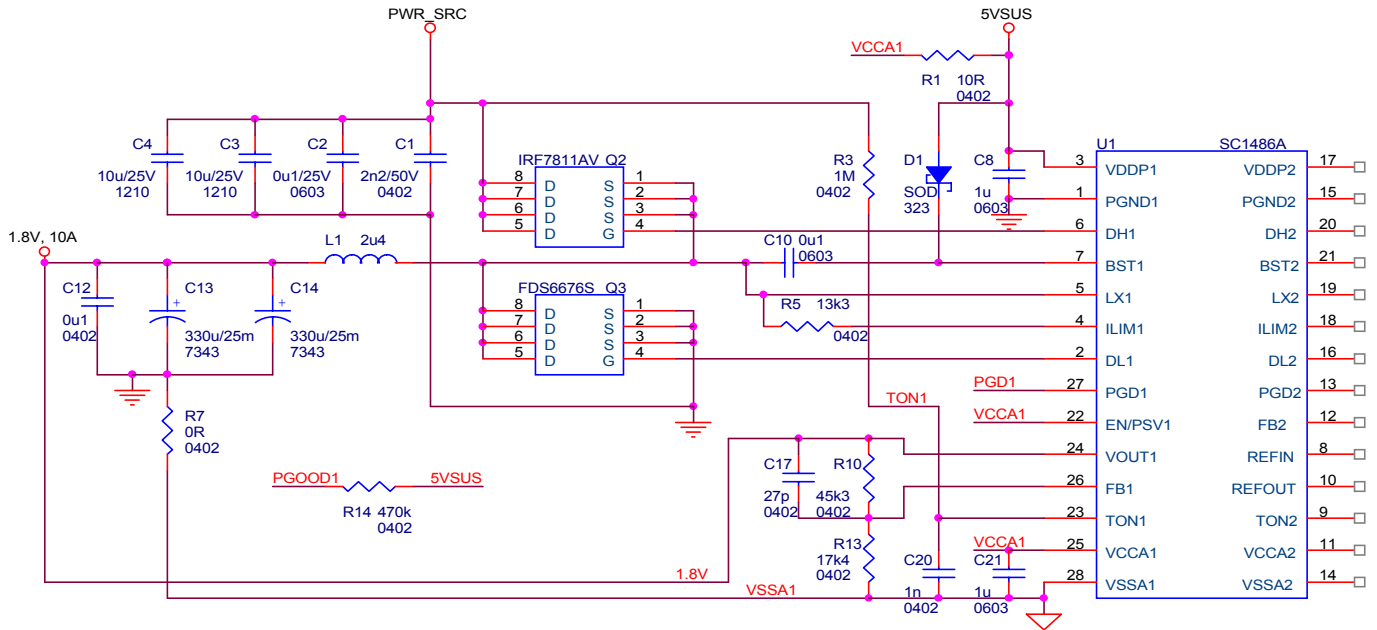 PWR_SRC
5VSUS
VCCA1
R1 10R
0402
C4
10u/25V
1210
C3
10u/25V
1210
C2
0u1/25V
0603
C1
2n2/50V
0402
IRF7811AV Q2
8 D S 1
7 D S 2
6 D S 3
5 D G 4
R3
1M
0402
D1
SOD
323
C8
1u
0603
U1 SC1486A
3 VDDP1 VDDP2 17
1 PGND1 PGND2 15
6 DH1 DH2 20
7 BST1 BST2 21
5 LX1 LX2 19
4 ILIM1 ILIM2 18
2 DL1 DL2 16
27 PGD1 PGD2 13
22 EN/PSV1 FB2 12
24 VOUT1 REFIN 8
26 FB1 REFOUT 10
23 TON1 TON2 9
25 VCCA1 VCCA2 11
28 VSSA1 VSSA2 14
1.8V, 10A
L1 2u4
C10 0u1
0603
C12
0u1
0402
C13
+
330u/25m
7343
C14
+
330u/25m
7343
FDS6676S Q3
8 D S 1
7 D S 2
6 D S 3
5 D G 4
R5 13k3
0402
PGD1
TON1
VCCA1
R7
0R
0402
PGOOD1 5VSUS
R14 470k
0402
C17
27p
0402
R10
45k3
0402
R13
17k4
0402
VCCA1
C20
1n
0402
C21
1u
0603
1.8V
VSSA1